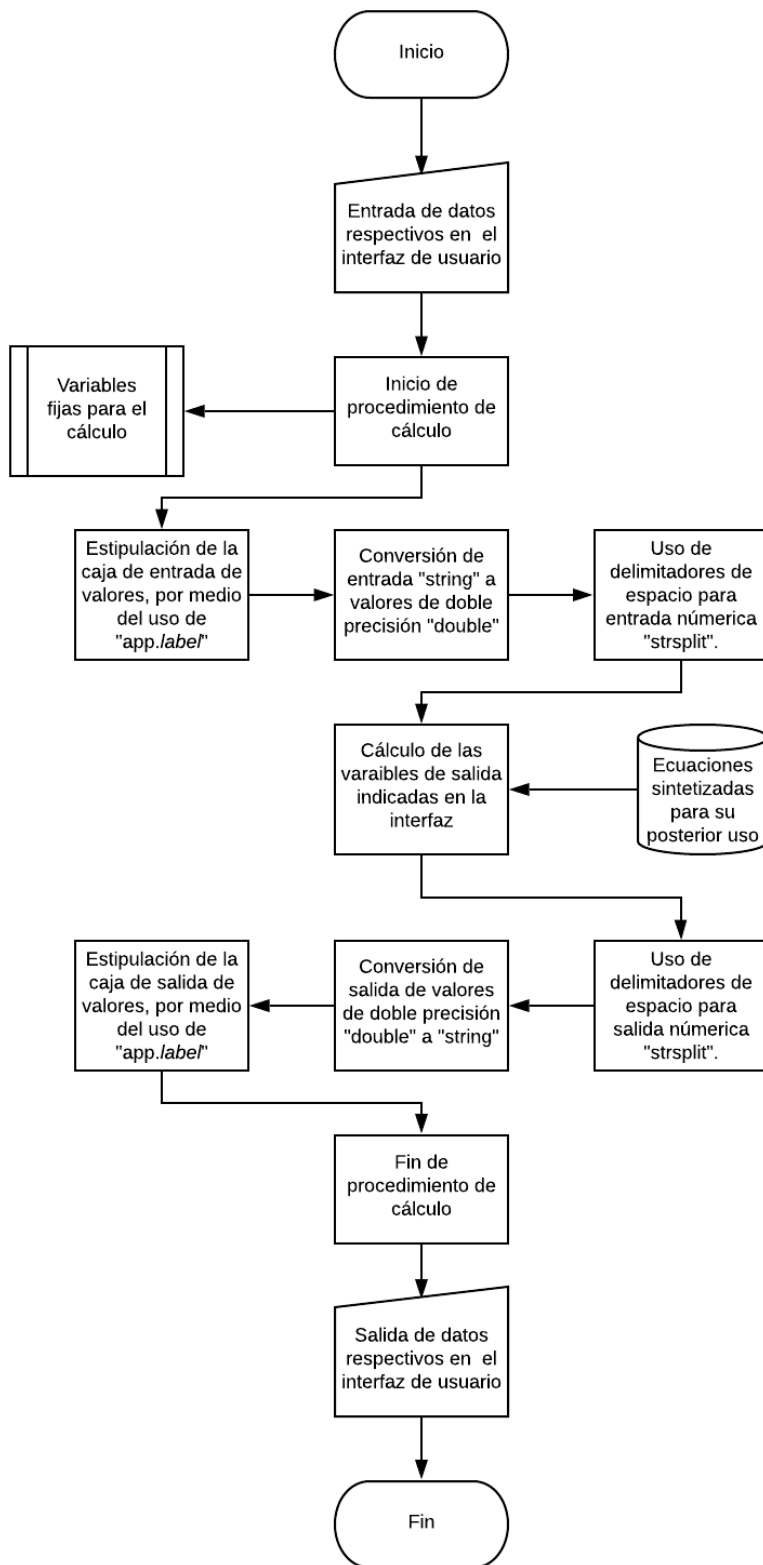 Inicio
Entrada de datos
respectivos en el
interfaz de usuario
Variables
fijas para el
cálculo
Inicio de
procedimiento de
cálculo
Estipulación de la
caja de entrada de
valores, por medio
del uso de
"app.label"
Conversión de
entrada "string" a
valores de doble
precisión "double"
Uso de
delimitadores de
espacio para
entrada númerica
"strsplit".
Cálculo de las
varaibles de salida
indicadas en la
interfaz
Ecuaciones
sintetizadas
para su
posterior uso
Estipulación de la
caja de salida de
valores, por medio
del uso de
"app.label"
Conversión de
salida de valores
de doble precisión
"double" a "string"
Uso de
delimitadores de
espacio para
salida númerica
"strsplit".
Fin de
procedimiento de
cálculo
Salida de datos
respectivos en el
interfaz de usuario
Fin